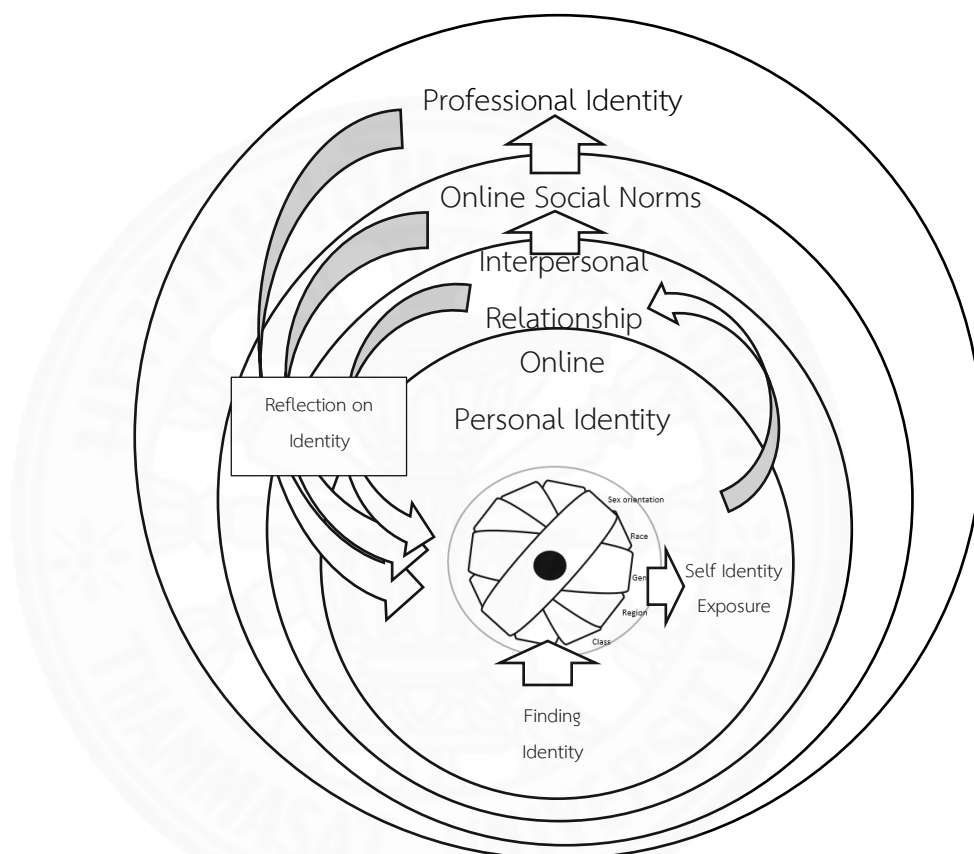 Professional Identity
Online Social Norms
Interpersonal
Relationship
Online
Personal Identity
Reflection on
Identity
Sex orientation
Race
Gen
Region
Class
Self Identity
Exposure
Finding
Identity